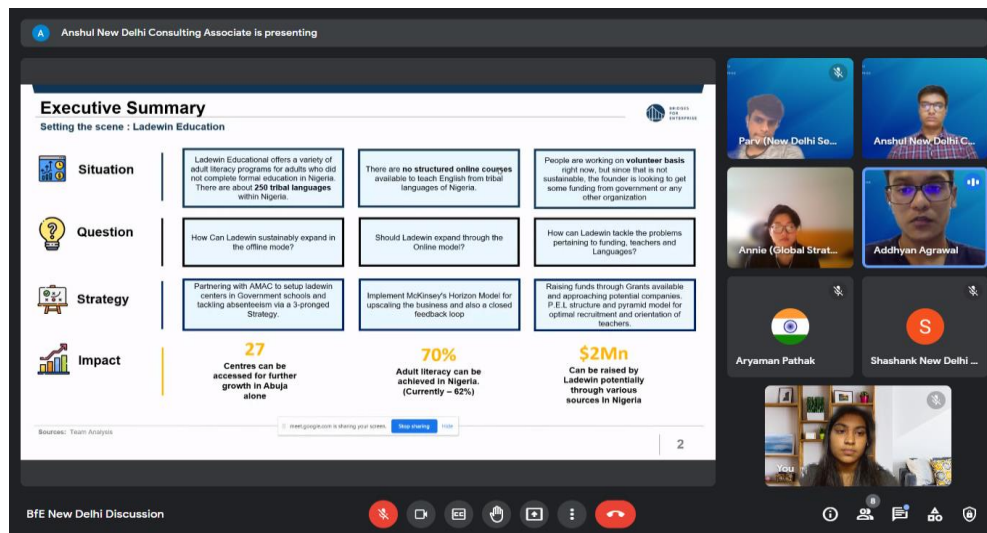 A Anshul New Delhi Consulting Associate is presenting
Executive Summary
Setting the scene : Ladewin Education
BRIDGES
FOR
ENTERPRISE
Situation
Ladewin Educational offers a variety of
adult literacy programs for adults who did
not complete formal education in Nigeria.
There are about 250 tribal languages
within Nigeria.
There are no structured online courses
available to teach English from tribal
languages of Nigeria.
People are working on volunteer basis
right now, but since that is not
sustainable, the founder is looking to get
some funding from government or any
other organization
Question
How Can Ladewin sustainably expand in
the offline mode?
Should Ladewin expand through the
Online model?
How can Ladewin tackle the problems
pertaining to funding, teachers and
Languages?
Strategy
Partnering with AMAC to setup ladewin
centers in Government schools and
tackling absenteeism via a 3-pronged
Strategy.
Implement McKinsey's Horizon Model for
upscaling the business and also a closed
feedback loop
Raising funds through Grants available
and approaching potential companies.
P.E.L structure and pyramid model for
optimal recruitment and orientation of
teachers.
Impact
27
Centres can be
accessed for further
growth in Abuja
alone
70%
Adult literacy can be
achieved in Nigeria.
(Currently – 62%)
$2Mn
Can be raised by
Ladewin potentially
through various
sources In Nigeria
Sources: Team Analysis
meet.google.com is sharing your screen. Stop sharing Hide
2
Parv (New Delhi Se...
Anshul New Delhi C...
Annie (Global Strat...
Addhyan Agrawal
Aryaman Pathak
S
Shashank New Delhi ...
You
BfE New Delhi Discussion
CC
8